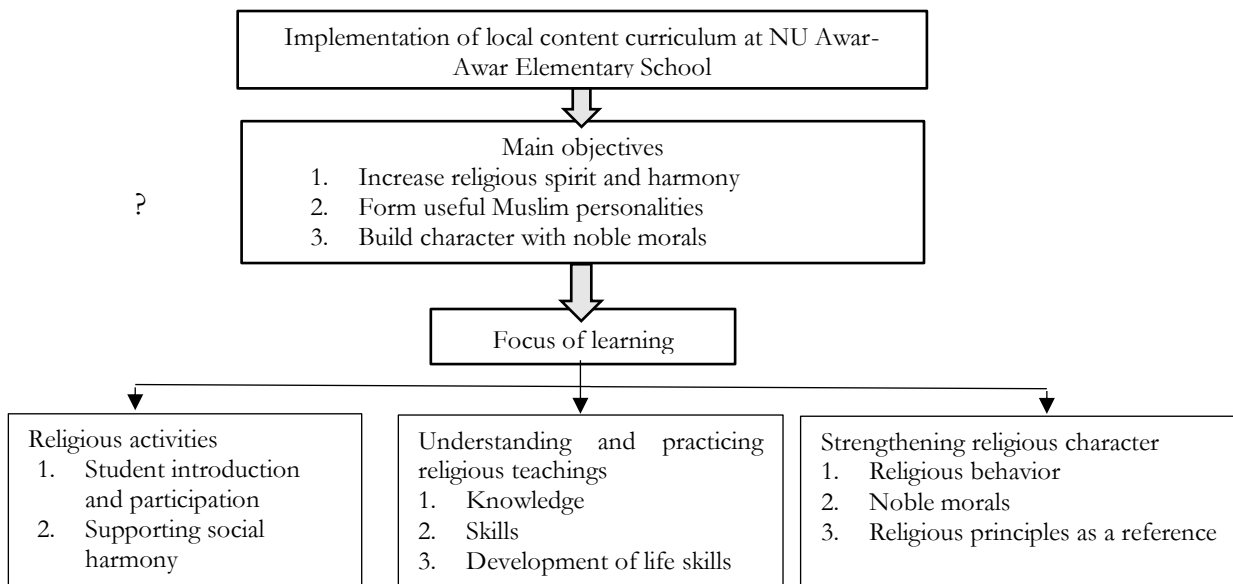 Implementation of local content curriculum at NU Awar-
Awar Elementary School
Main objectives
1. Increase religious spirit and harmony
2. Form useful Muslim personalities
3. Build character with noble morals
?
Focus of learning
Religious activities
1. Student introduction
and participation
2. Supporting social
harmony
Understanding and practicing
religious teachings
1. Knowledge
2. Skills
3. Development of life skills
Strengthening religious character
1. Religious behavior
2. Noble morals
3. Religious principles as a reference